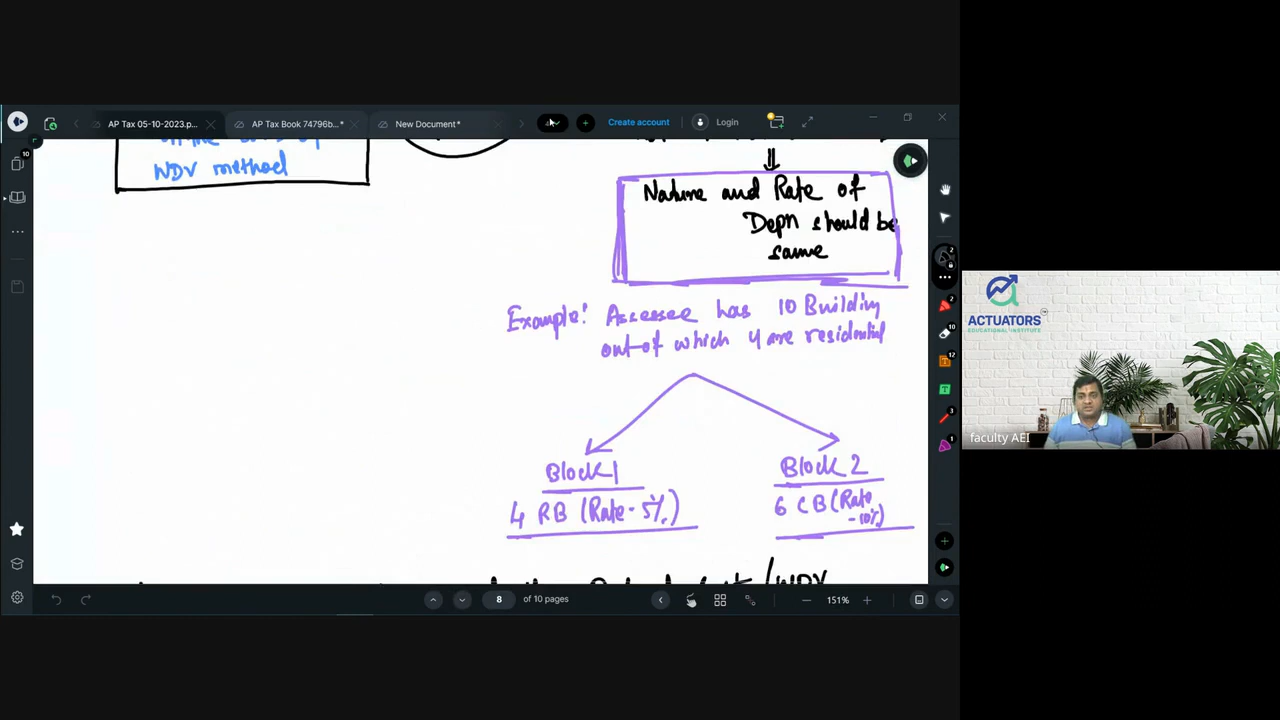 AP Tax 05-10-2023.p...
AP Tax Book 74796b...*
New Document*
Create account
Login
WDV method
Nature and Rate of
Depn should be
same
Example: Assessee has 10 Building
out of which 4 are residential
Block 1
4 RB (Rate - 5%)
Block 2
6 CB (Rate
- 10%)
/WDV
8 of 10 pages
151%
ACTUATORS
EDUCATIONAL INSTITUTE
faculty AEI